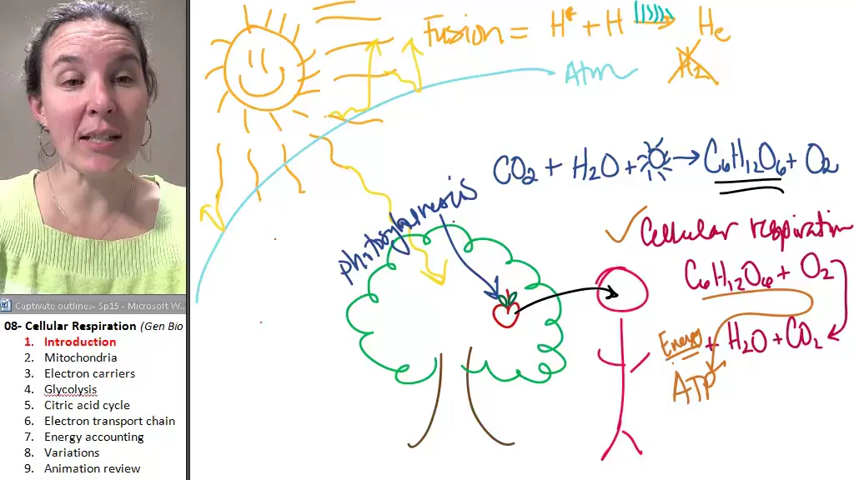 Fusion = H + H → He
H2
Atm
CO2 + H2O + → C6H12O6 + O2
photosynthesis
✓ Cellular respiration
C6H12O6 + O2
Energy + H2O + CO2
ATP
Captivate outlines- Sp15 - Microsoft W.
08- Cellular Respiration (Gen Bio
1. Introduction
2. Mitochondria
3. Electron carriers
4. Glycolysis
5. Citric acid cycle
6. Electron transport chain
7. Energy accounting
8. Variations
9. Animation review